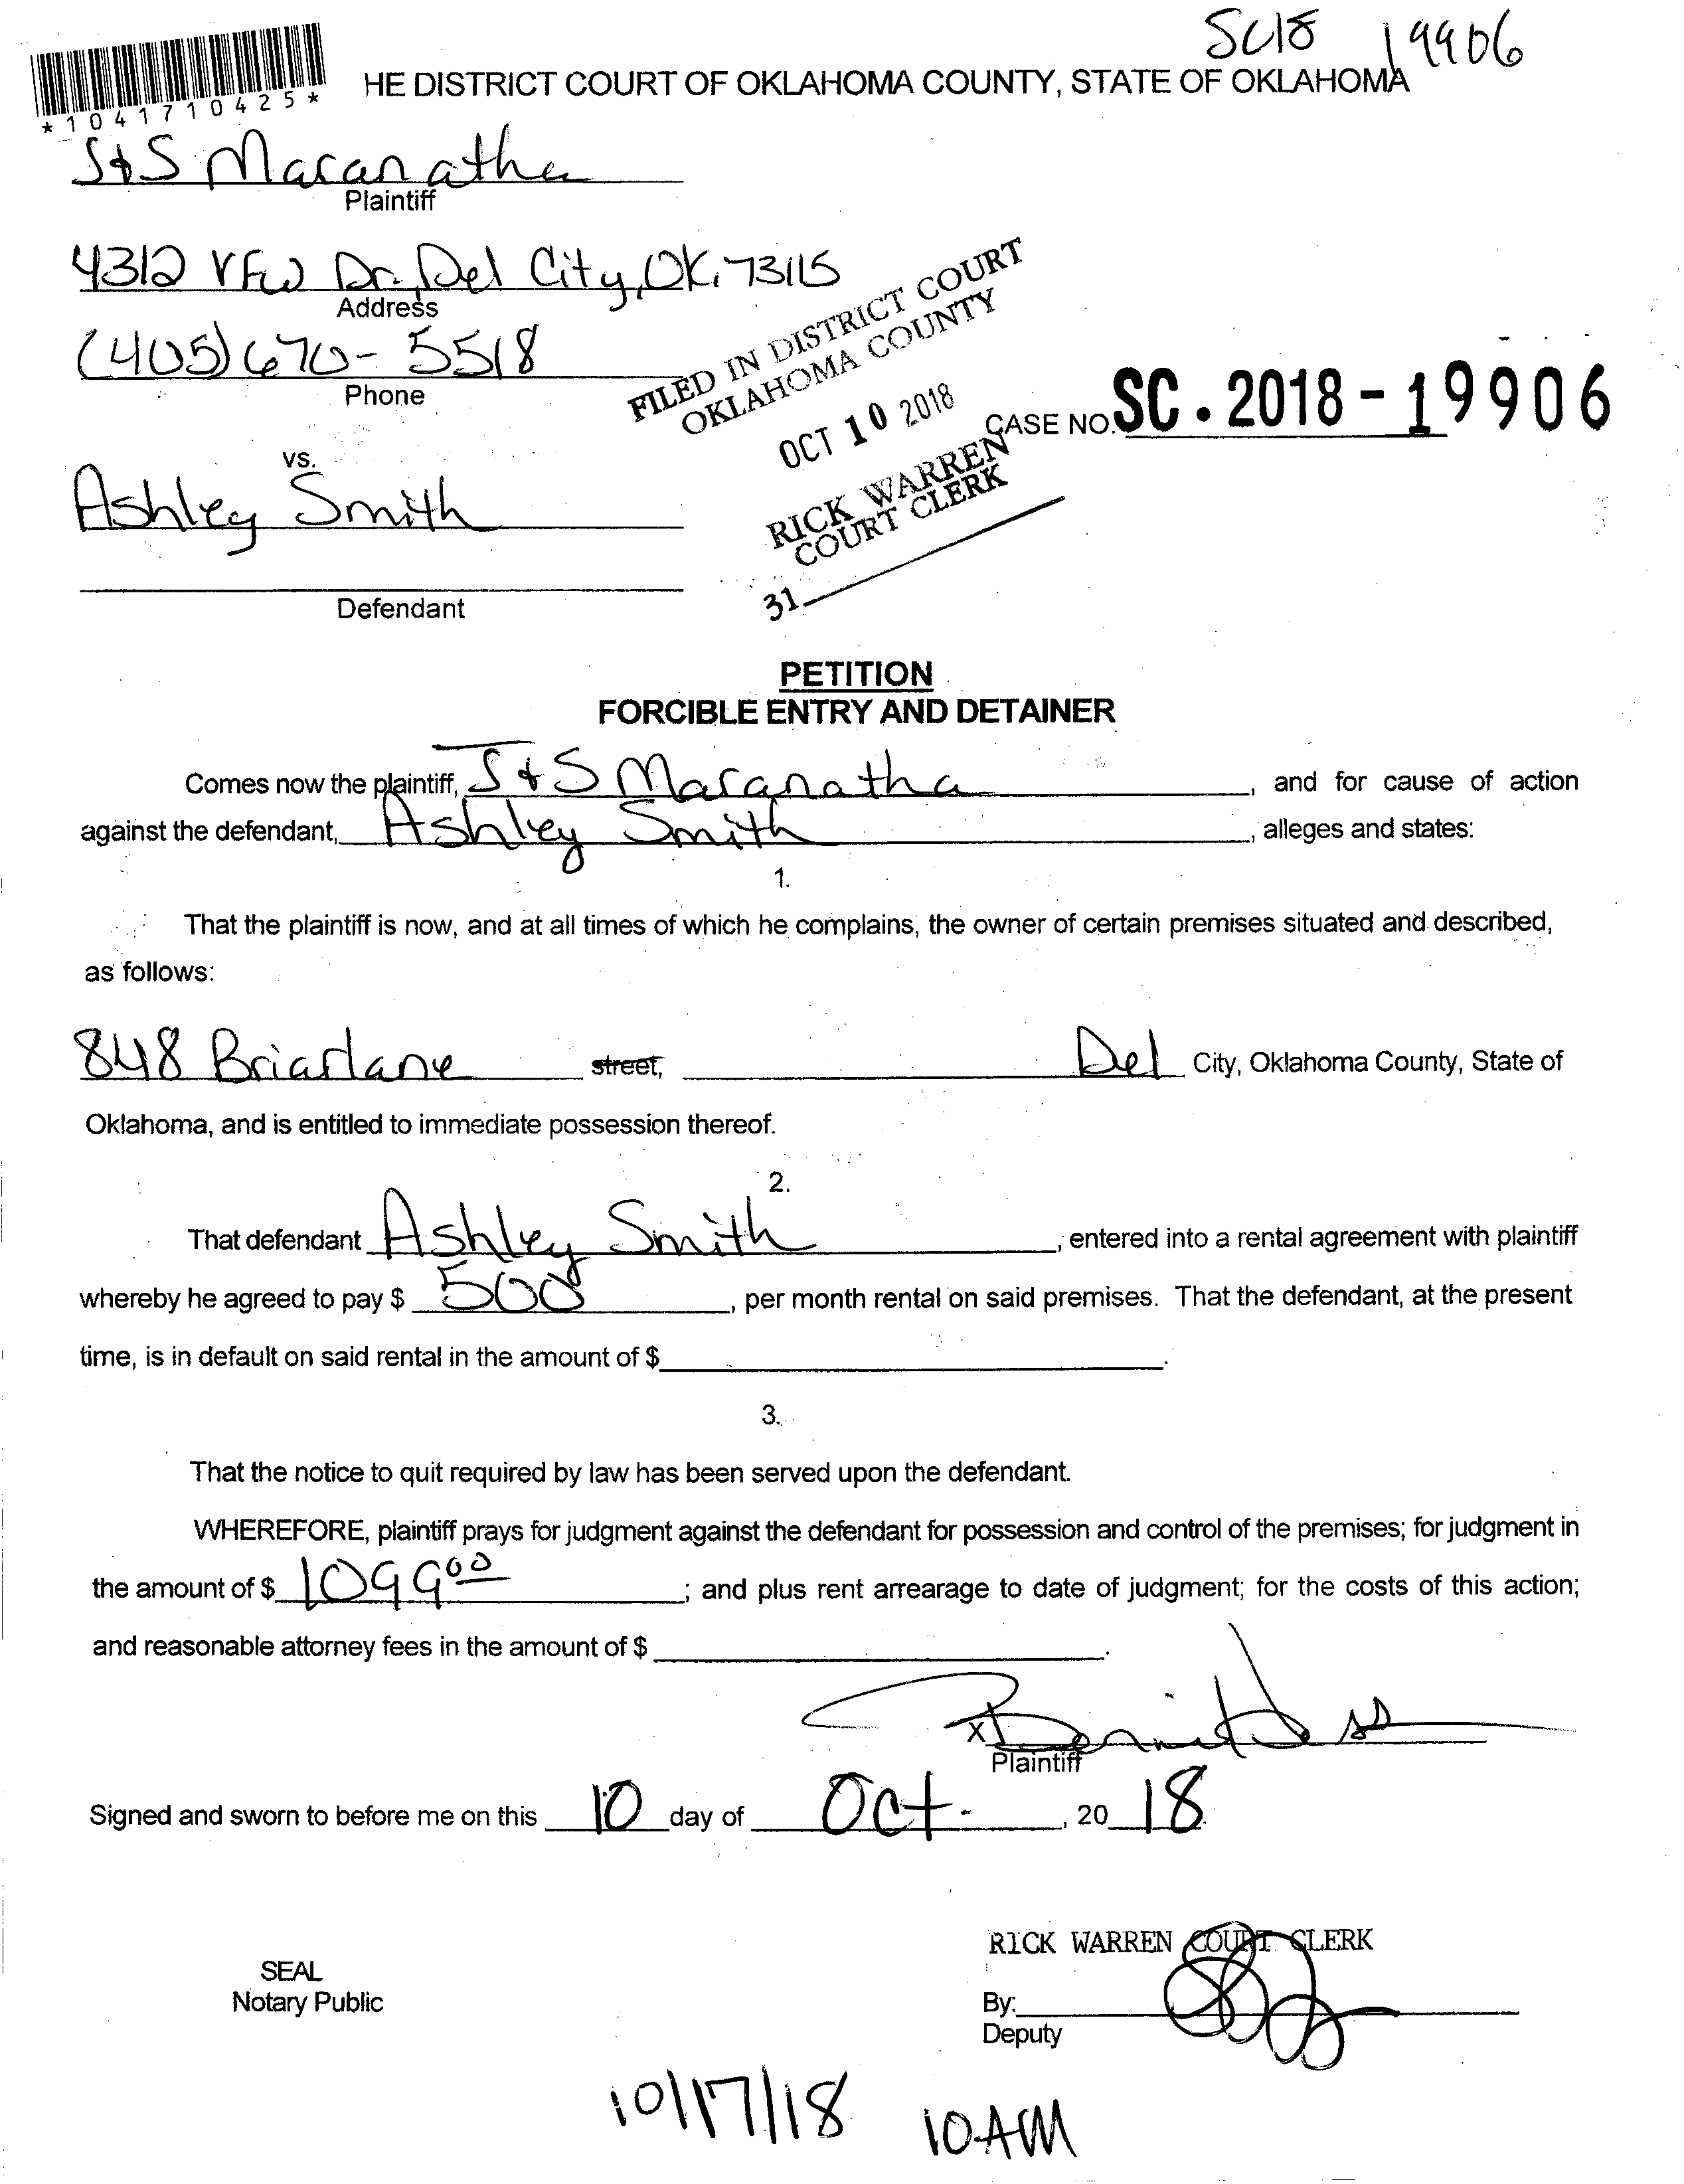 SC18 19906
*1041710425*
HE DISTRICT COURT OF OKLAHOMA COUNTY, STATE OF OKLAHOMA
S&S Maranatha
Plaintiff
4312 VFW Dr. Del City, OK. 73115
Address
(405) 670-5518
Phone
FILED IN DISTRICT COURT
OKLAHOMA COUNTY
OCT 10 2018
RICK WARREN
COURT CLERK
31
CASE NO. SC. 2018-19906
vs.
Ashley Smith
Defendant
PETITION
FORCIBLE ENTRY AND DETAINER
Comes now the plaintiff, S&S Maranatha, and for cause of action
against the defendant, Ashley Smith, alleges and states:
1.
That the plaintiff is now, and at all times of which he complains, the owner of certain premises situated and described,
as follows:
848 Briarlane street, Del City, Oklahoma County, State of
Oklahoma, and is entitled to immediate possession thereof.
2.
That defendant Ashley Smith, entered into a rental agreement with plaintiff
whereby he agreed to pay $ 500, per month rental on said premises. That the defendant, at the present
time, is in default on said rental in the amount of $.
3.
That the notice to quit required by law has been served upon the defendant.
WHEREFORE, plaintiff prays for judgment against the defendant for possession and control of the premises; for judgment in
the amount of $ 1099 00; and plus rent arrearage to date of judgment; for the costs of this action;
and reasonable attorney fees in the amount of $.
X
Plaintiff
Signed and sworn to before me on this 10 day of Oct-, 20 18.
RICK WARREN COURT CLERK
SEAL
Notary Public
By:
Deputy
10/17/18 10AM